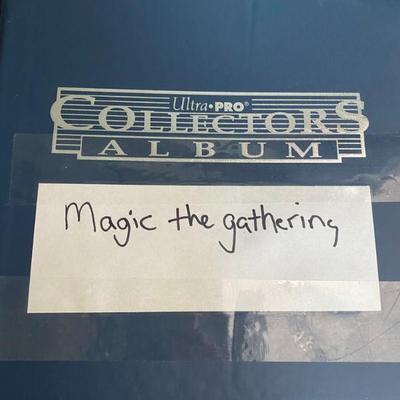 Ultra•PRO®
COLLECTORS
ALBUM
Magic the gathering